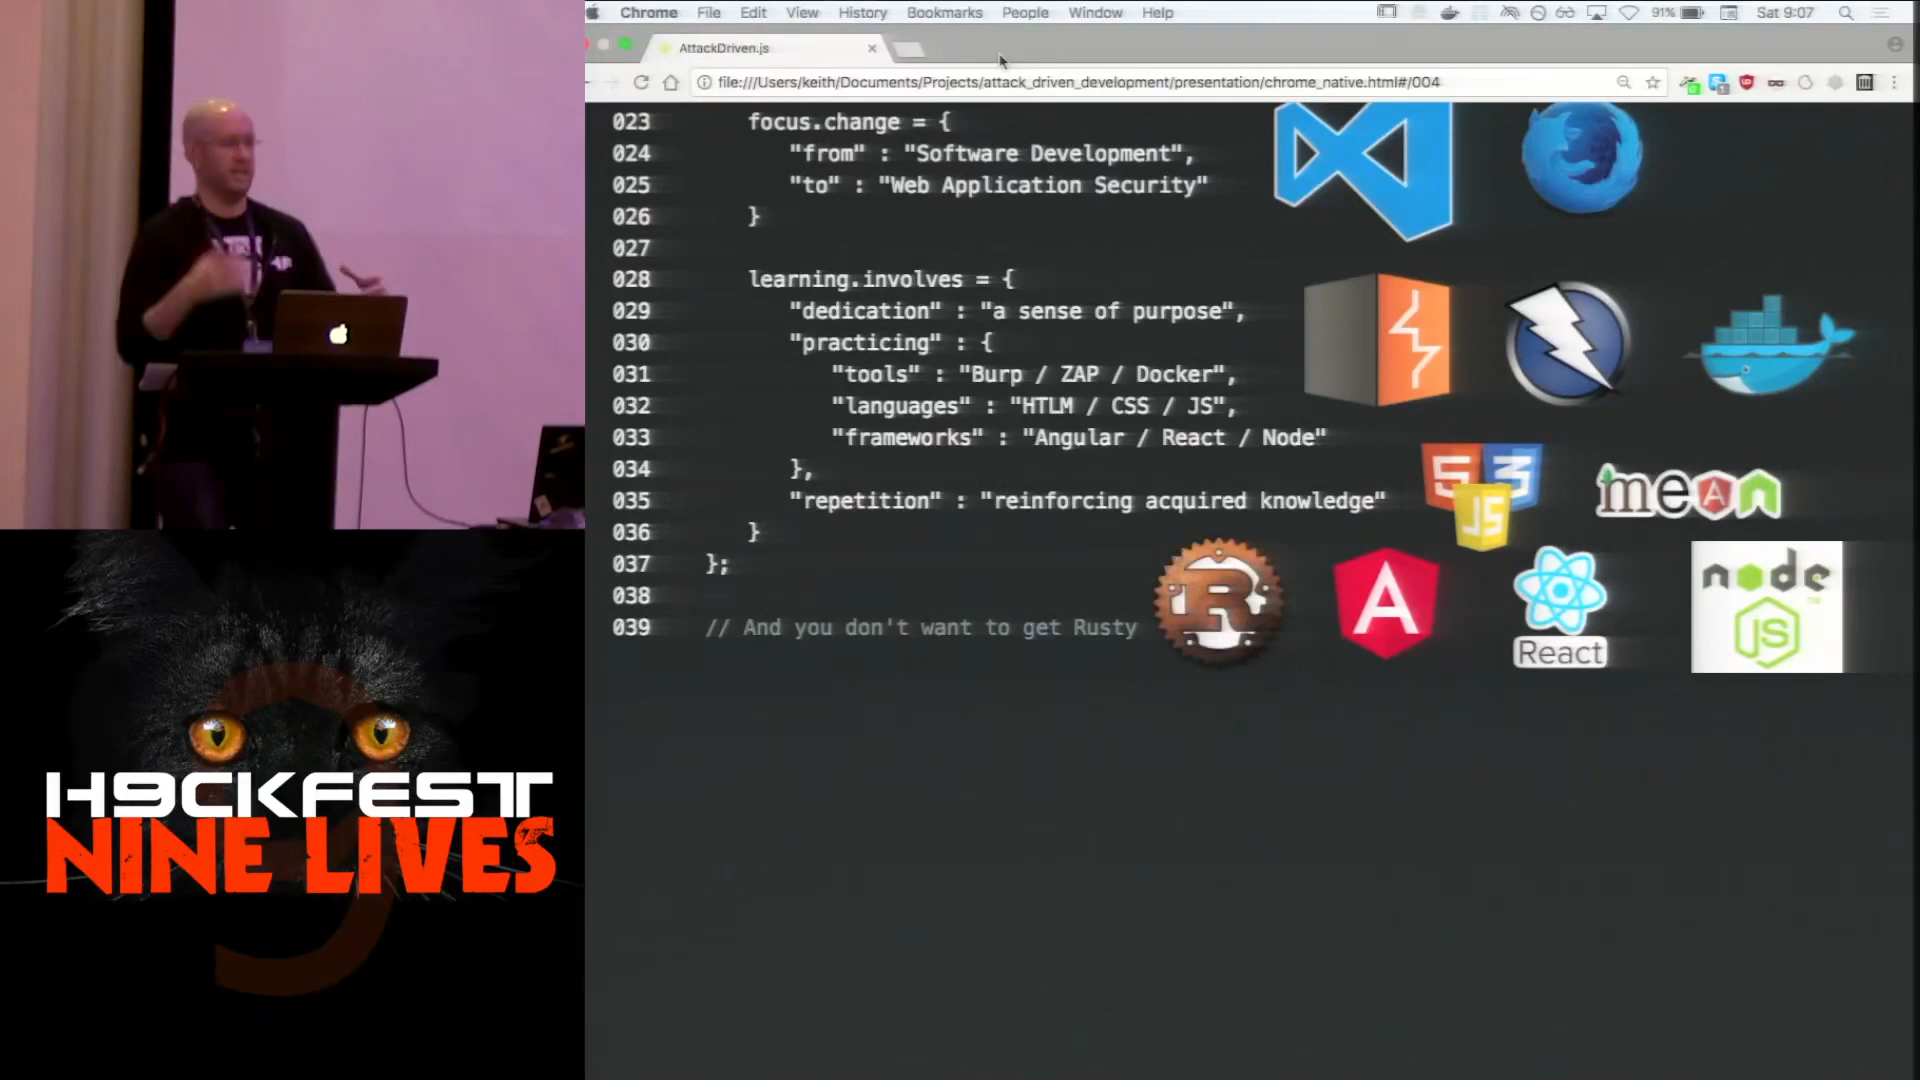 Chrome File Edit View History Bookmarks People Window Help 91% Sat 9:07
AttackDriven.js
file:///Users/keith/Documents/Projects/attack_driven_development/presentation/chrome_native.html#/004
023 focus.change = {
024 "from" : "Software Development",
025 "to" : "Web Application Security"
026 }
027
028 learning.involves = {
029 "dedication" : "a sense of purpose",
030 "practicing" : {
031 "tools" : "Burp / ZAP / Docker",
032 "languages" : "HTLM / CSS / JS",
033 "frameworks" : "Angular / React / Node"
034 },
035 "repetition" : "reinforcing acquired knowledge"
036 }
037 };
038
039 // And you don't want to get Rusty
5 3
JS
meAn
R
A
React
node
JS
H9CKFEST
NINE LIVES